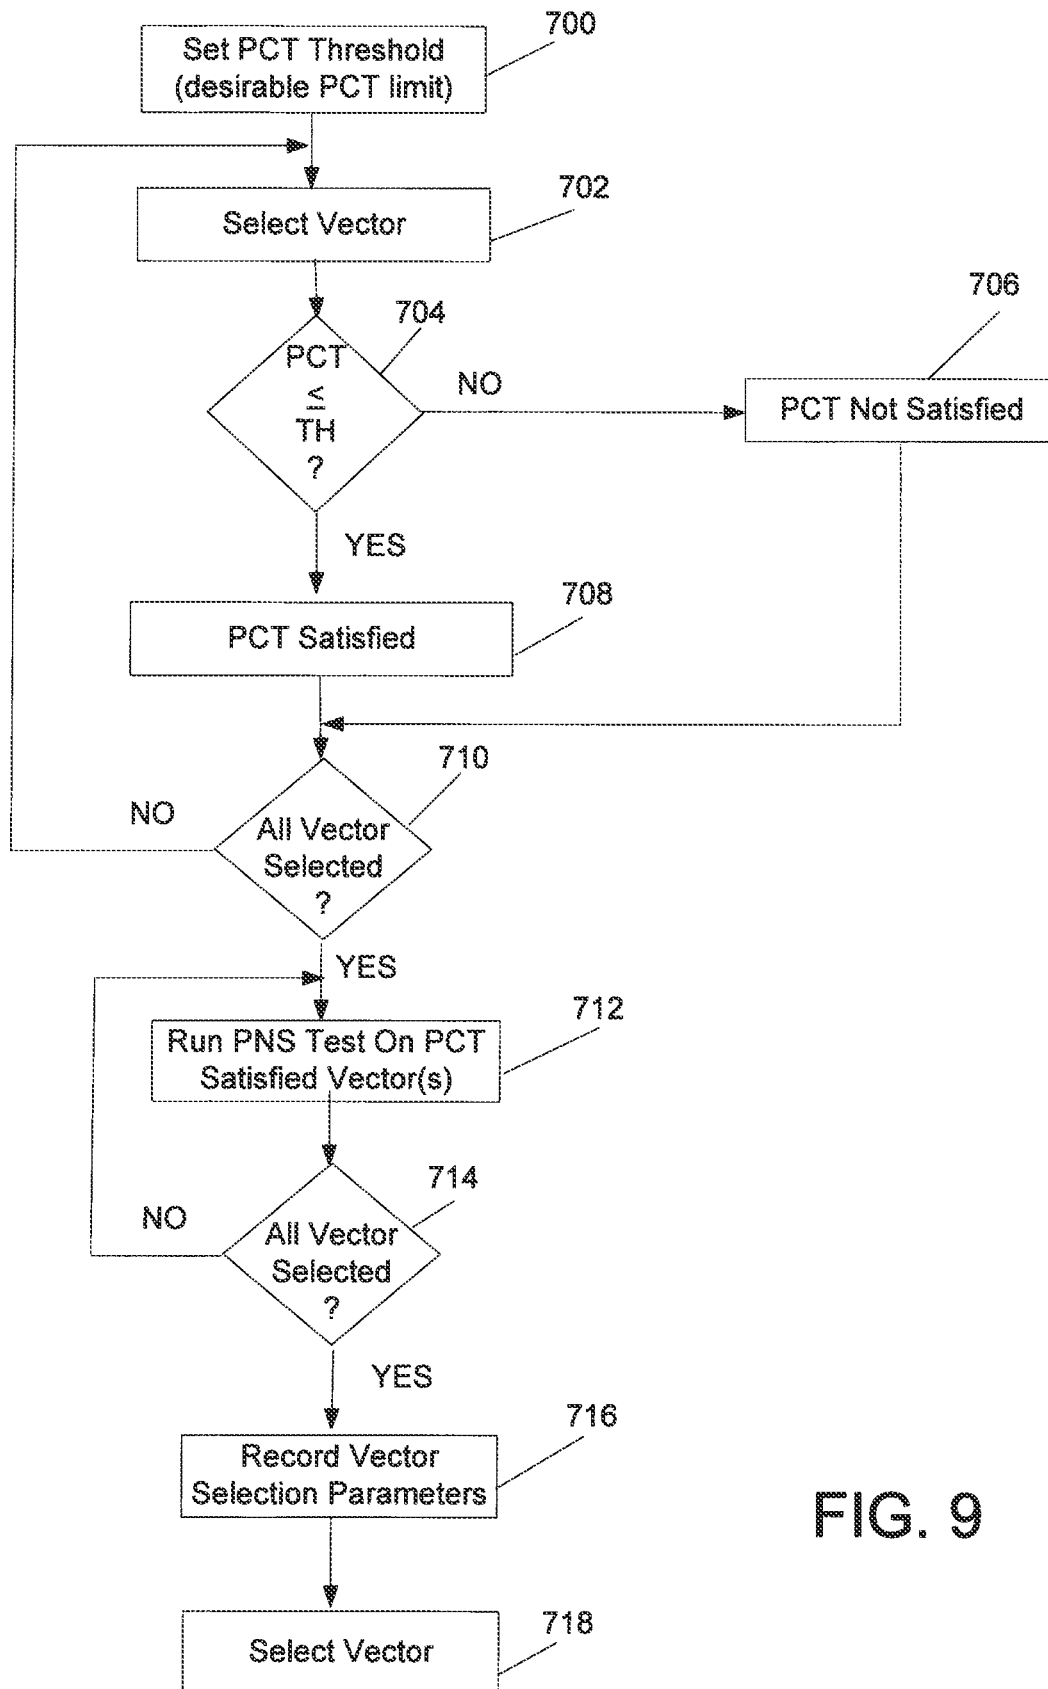 700
Set PCT Threshold
(desirable PCT limit)
702
Select Vector
704
706
PCT
≤
TH
?
NO
PCT Not Satisfied
YES
708
PCT Satisfied
710
NO
All Vector
Selected
?
YES
712
Run PNS Test On PCT
Satisfied Vector(s)
714
NO
All Vector
Selected
?
YES
716
Record Vector
Selection Parameters
FIG. 9
718
Select Vector